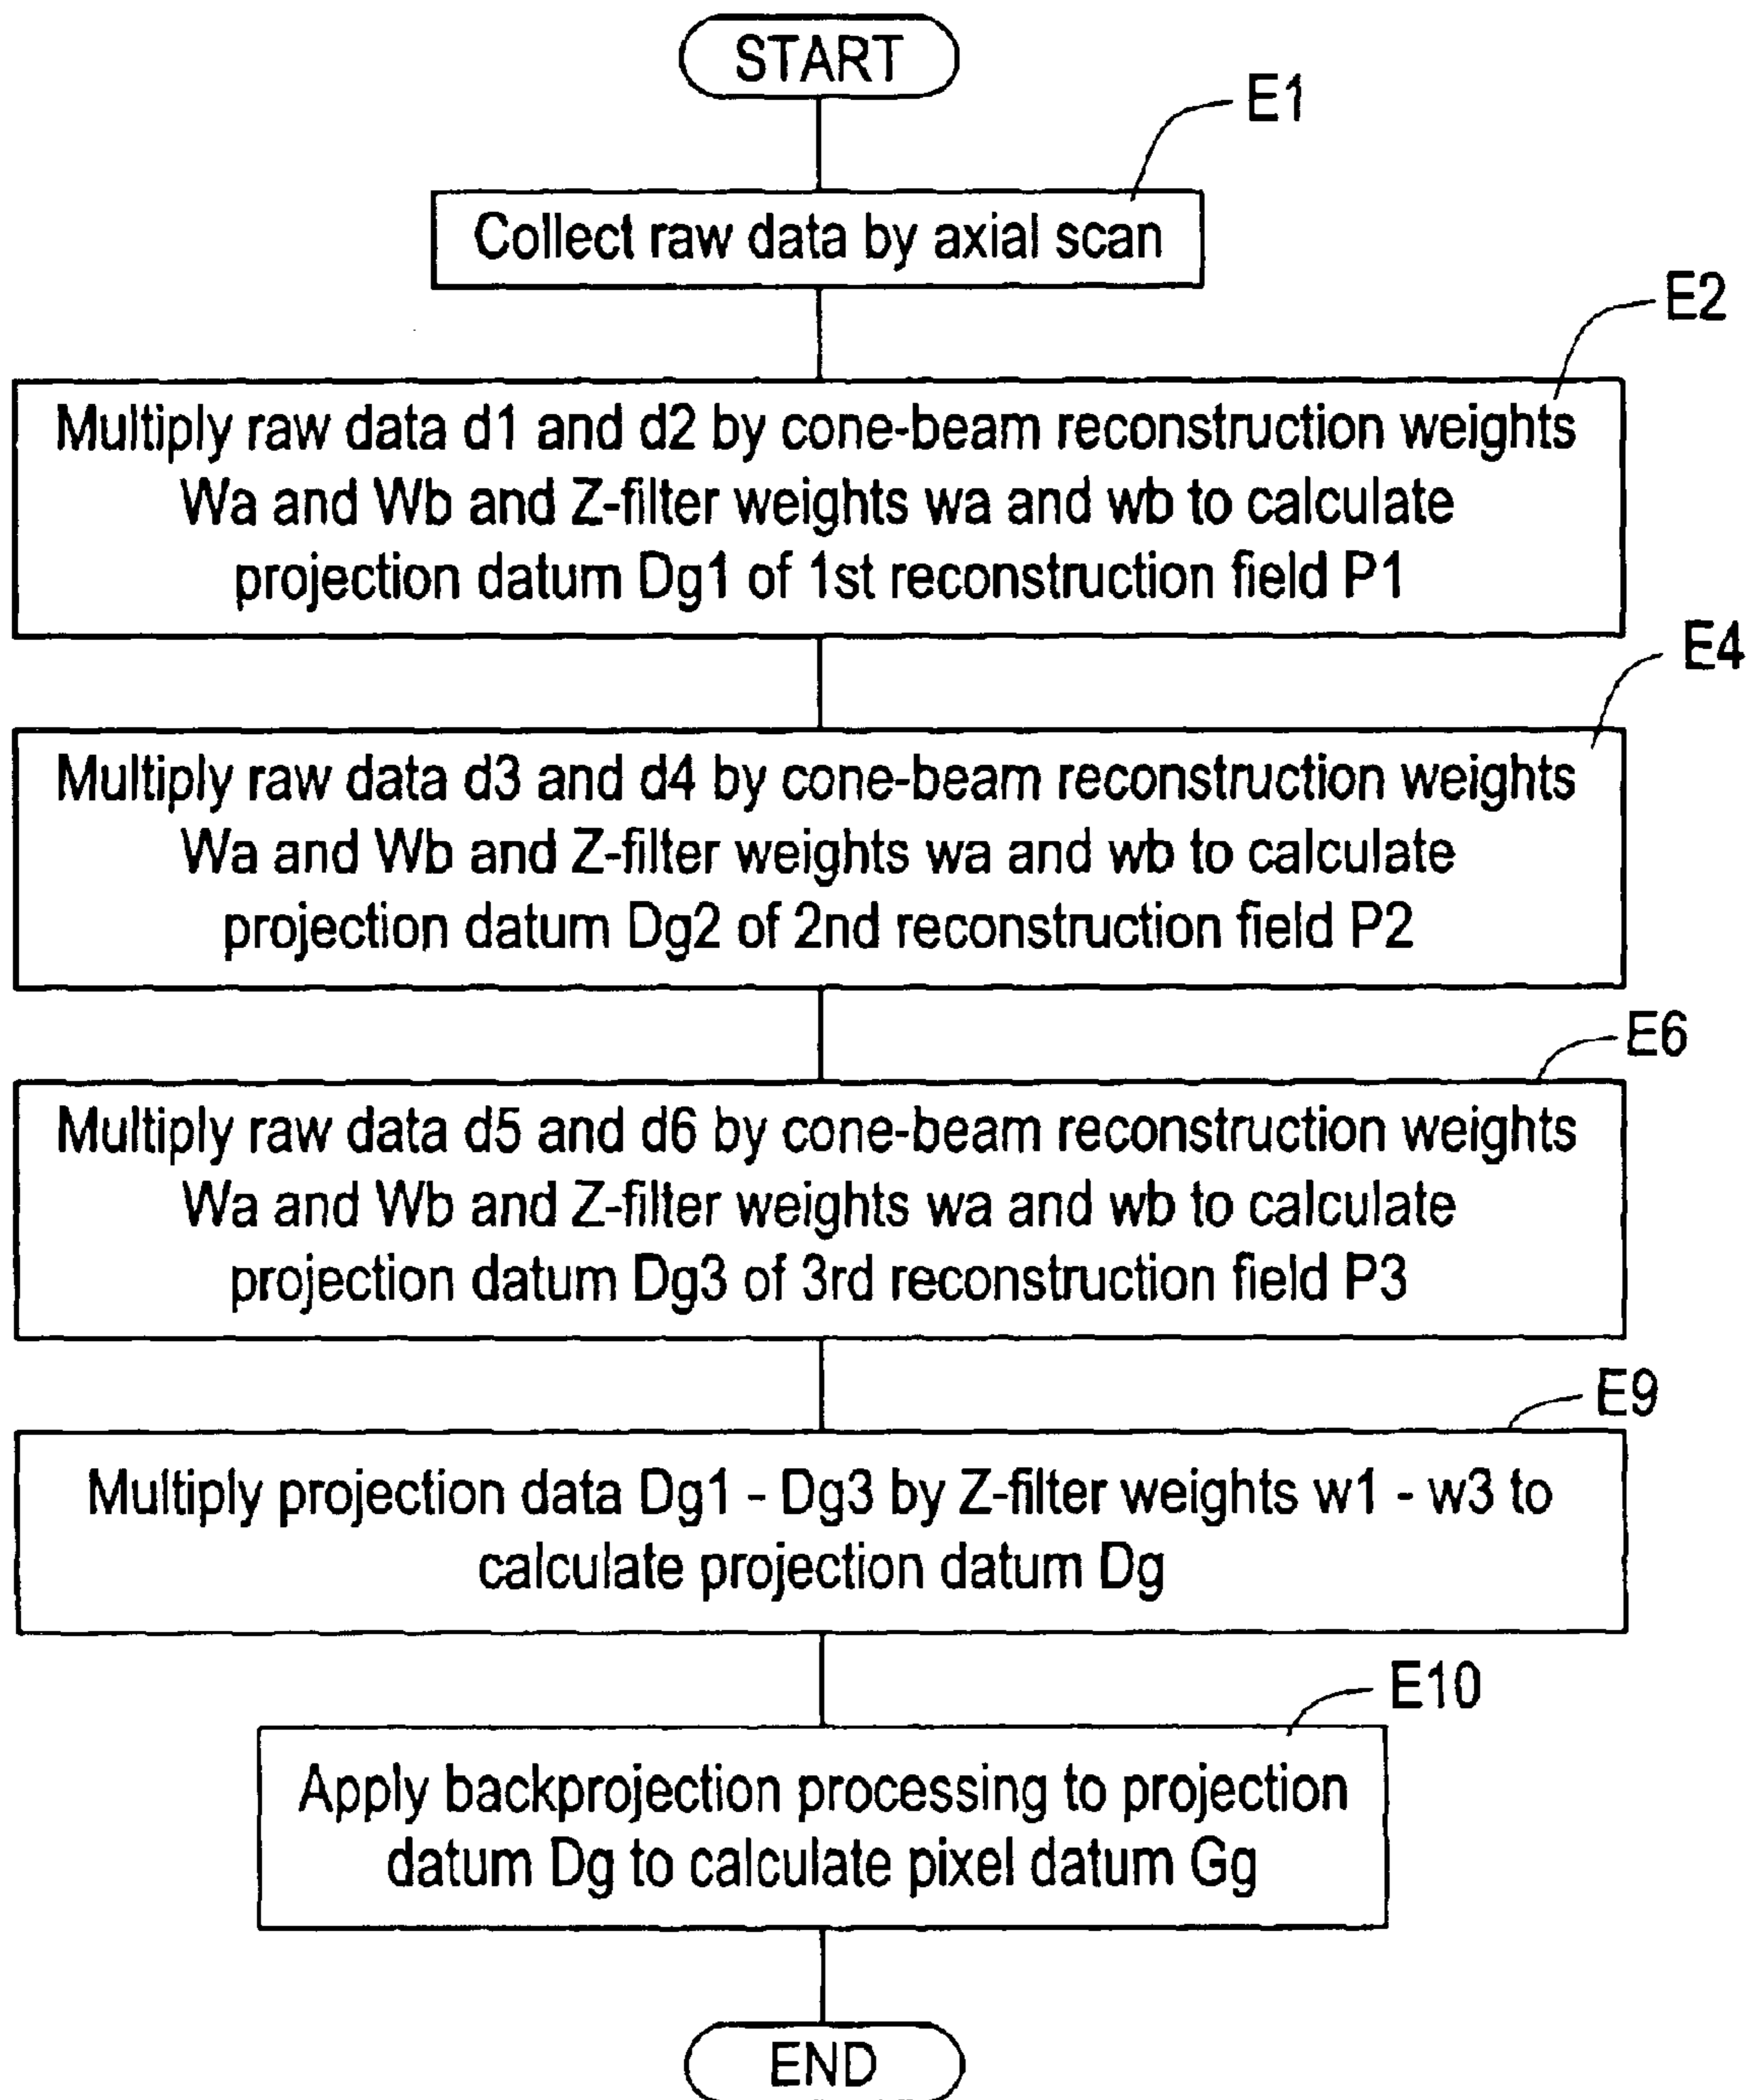 START
E1
Collect raw data by axial scan
E2
Multiply raw data d1 and d2 by cone-beam reconstruction weights
Wa and Wb and Z-filter weights wa and wb to calculate
projection datum Dg1 of 1st reconstruction field P1
E4
Multiply raw data d3 and d4 by cone-beam reconstruction weights
Wa and Wb and Z-filter weights wa and wb to calculate
projection datum Dg2 of 2nd reconstruction field P2
E6
Multiply raw data d5 and d6 by cone-beam reconstruction weights
Wa and Wb and Z-filter weights wa and wb to calculate
projection datum Dg3 of 3rd reconstruction field P3
E9
Multiply projection data Dg1 - Dg3 by Z-filter weights w1 - w3 to
calculate projection datum Dg
E10
Apply backprojection processing to projection
datum Dg to calculate pixel datum Gg
END